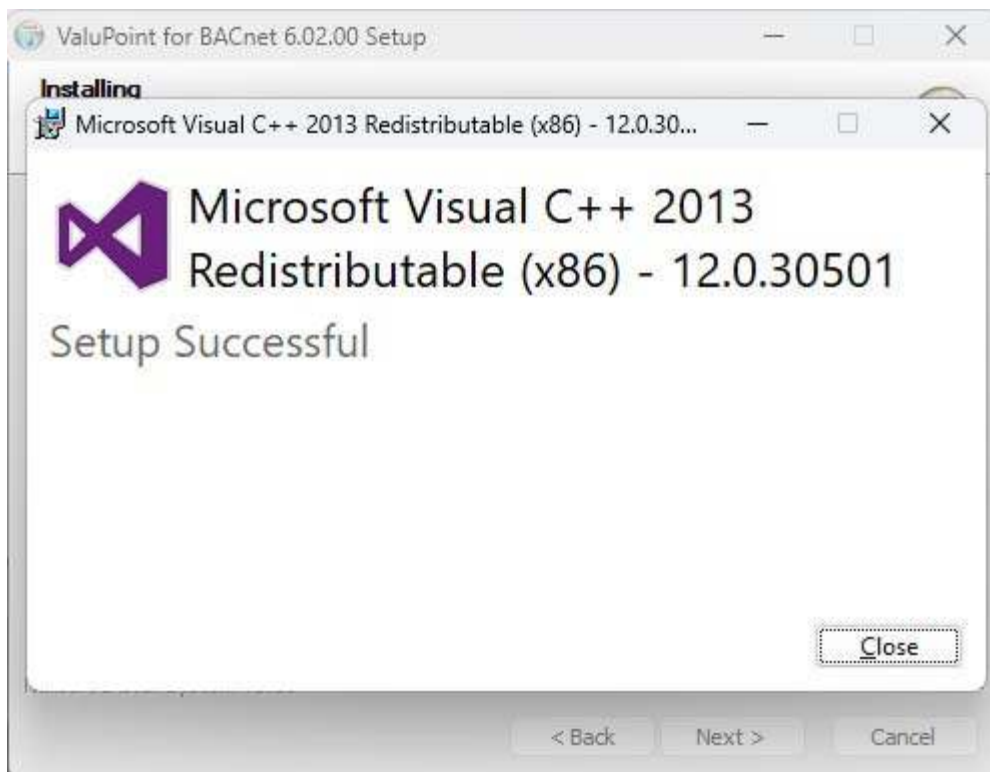 ValuPoint for BACnet 6.02.00 Setup
Installing
Microsoft Visual C++ 2013 Redistributable (x86) - 12.0.30...
Microsoft Visual C++ 2013
Redistributable (x86) - 12.0.30501
Setup Successful
Close
< Back Next > Cancel